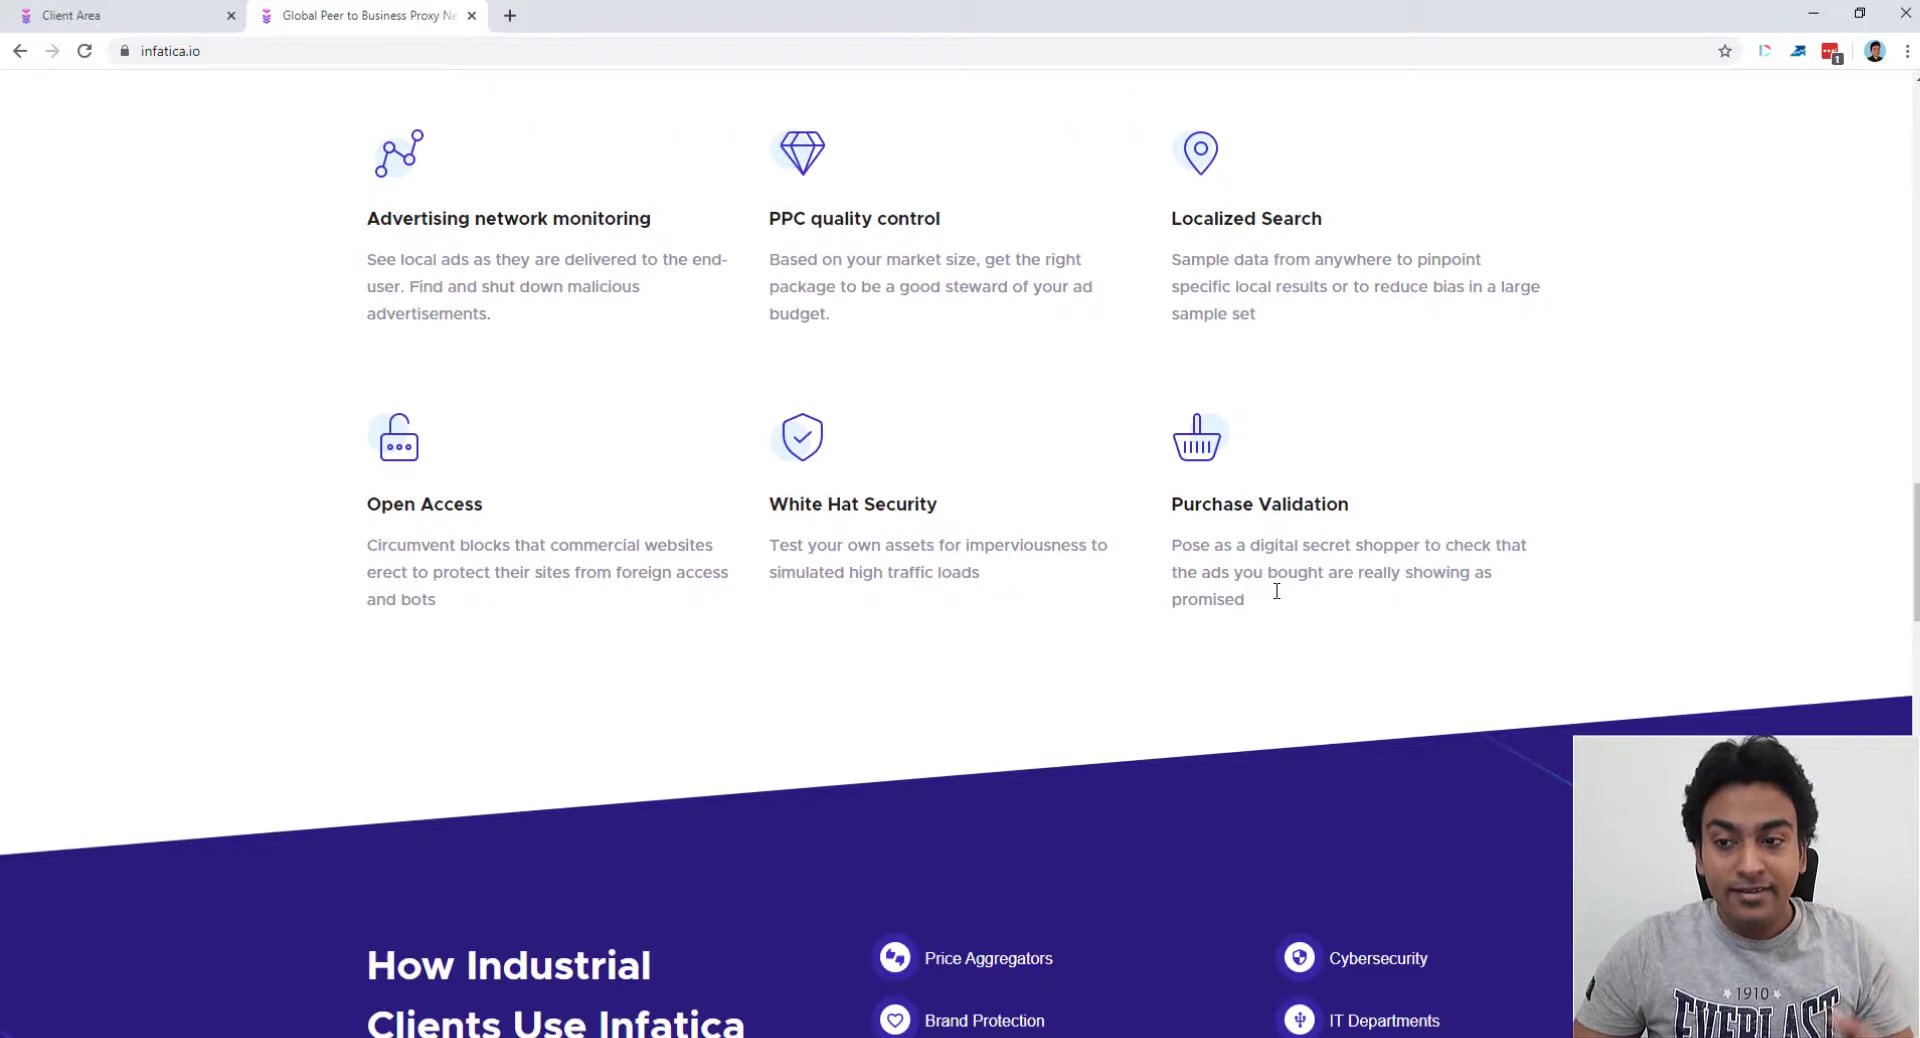 Client Area
Global Peer to Business Proxy Ne
infatica.io
1
Advertising network monitoring
See local ads as they are delivered to the end-
user. Find and shut down malicious
advertisements.
PPC quality control
Based on your market size, get the right
package to be a good steward of your ad
budget.
Localized Search
Sample data from anywhere to pinpoint
specific local results or to reduce bias in a large
sample set
Open Access
Circumvent blocks that commercial websites
erect to protect their sites from foreign access
and bots
White Hat Security
Test your own assets for imperviousness to
simulated high traffic loads
Purchase Validation
Pose as a digital secret shopper to check that
the ads you bought are really showing as
promised
How Industrial
Clients Use Infatica
Price Aggregators
Cybersecurity
Brand Protection
IT Departments
1910
EVERLAST